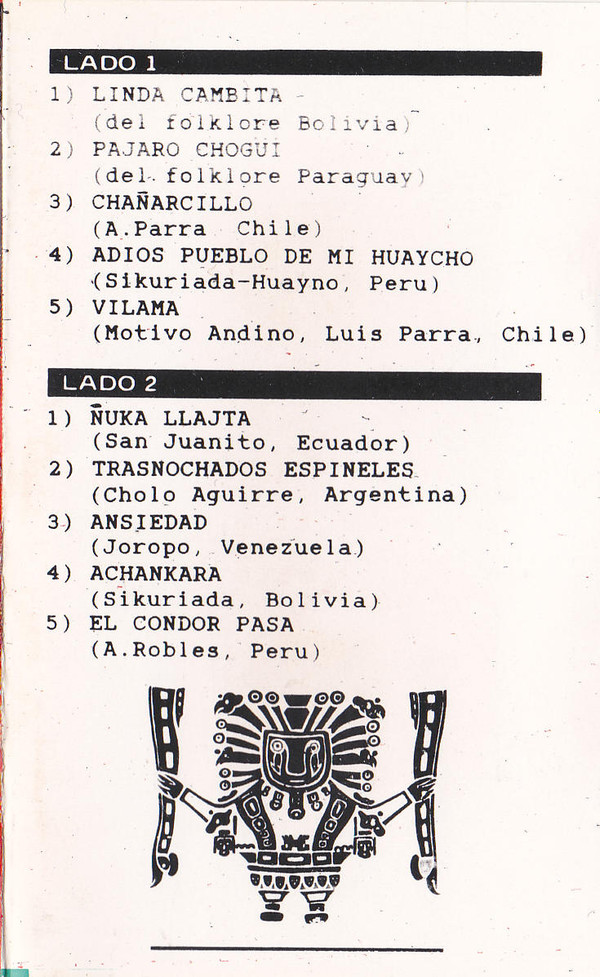 LADO 1
1) LINDA CAMBITA
(del folklore Bolivia)
2) PAJARO CHOGUI
(del folklore Paraguay)
3) CHAÑARCILLO
(A.Parra Chile)
4) ADIOS PUEBLO DE MI HUAYCHO
(Sikuriada-Huayno, Peru)
5) VILAMA
(Motivo Andino, Luis Parra, Chile)
LADO 2
1) ÑUKA LLAJTA
(San Juanito, Ecuador)
2) TRASNOCHADOS ESPINELES
(Cholo Aguirre, Argentina)
3) ANSIEDAD
(Joropo, Venezuela)
4) ACHANKARA
(Sikuriada, Bolivia)
5) EL CONDOR PASA
(A.Robles, Peru)